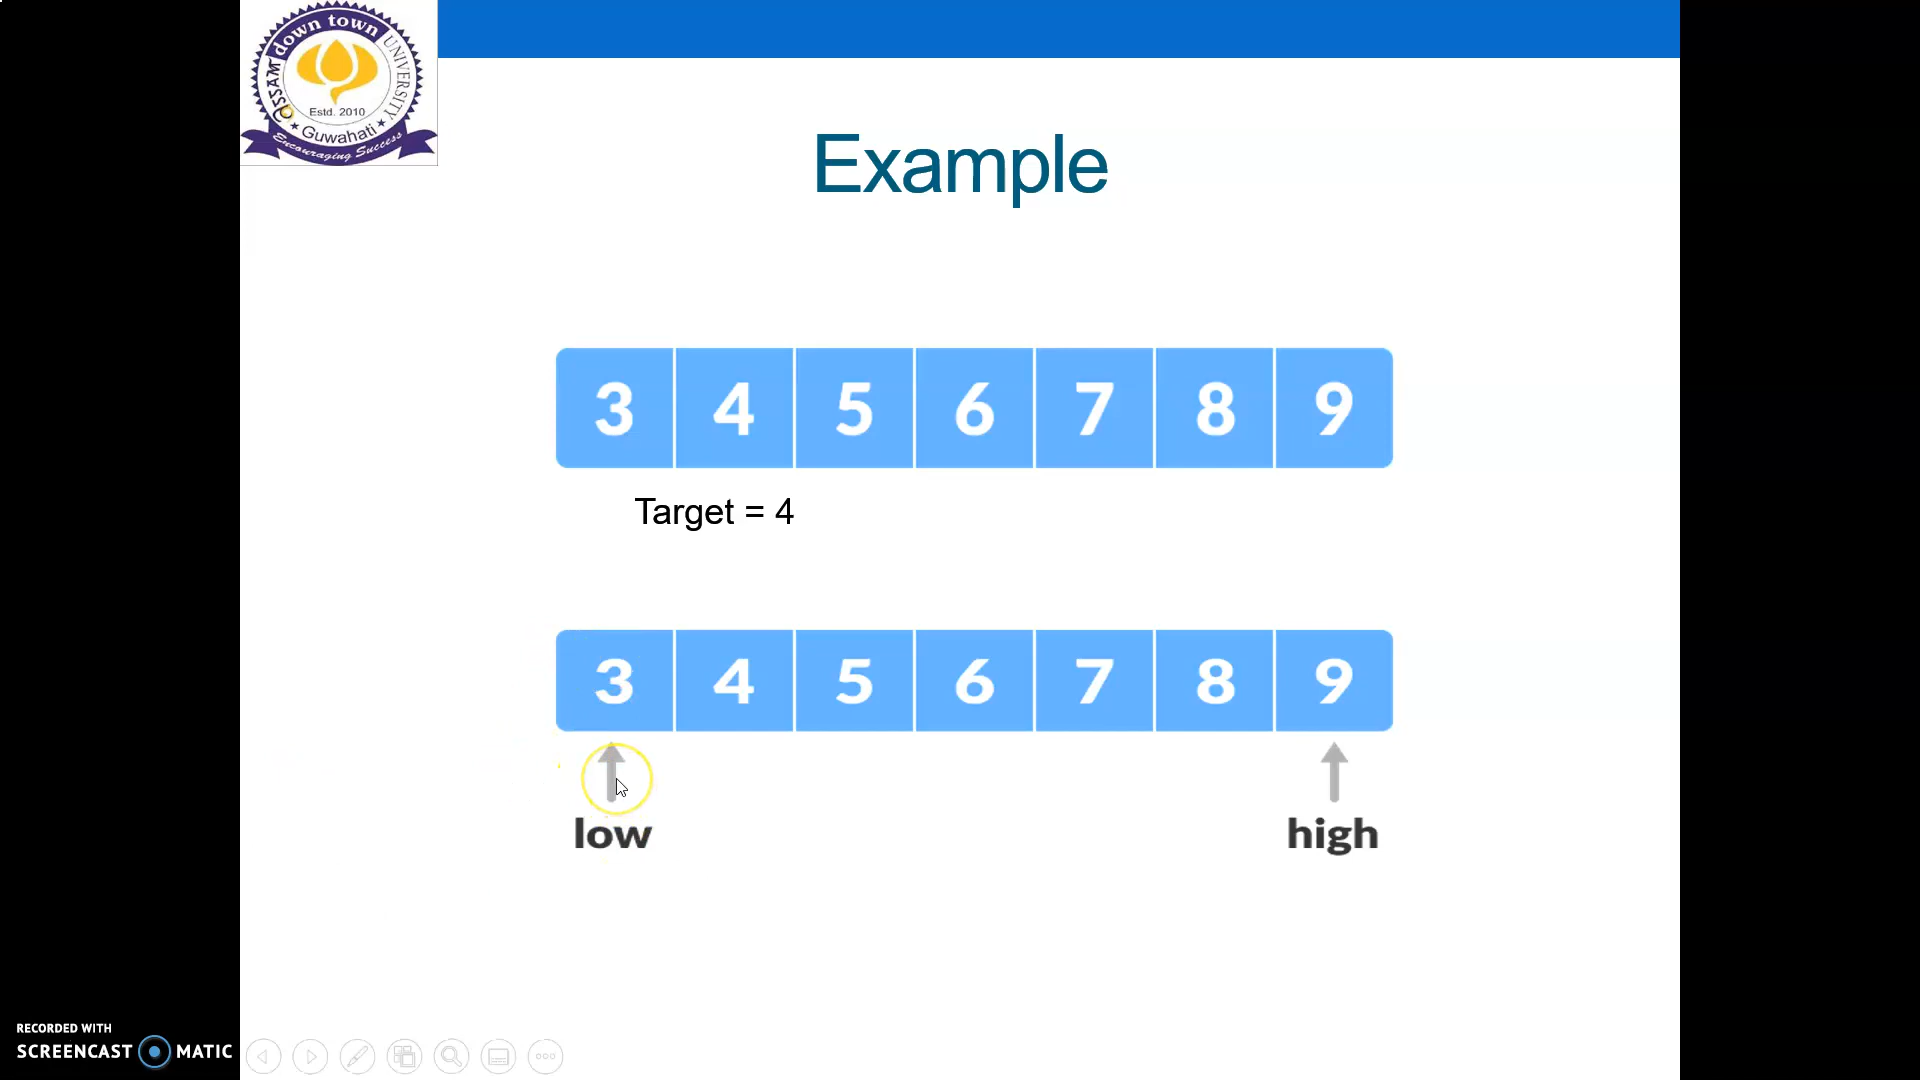 assam down town UNIVERSITY
Estd. 2010
Guwahati
Encouraging Success
Example
3 4 5 6 7 8 9
Target = 4
3 4 5 6 7 8 9
low high
RECORDED WITH
SCREENCAST MATIC